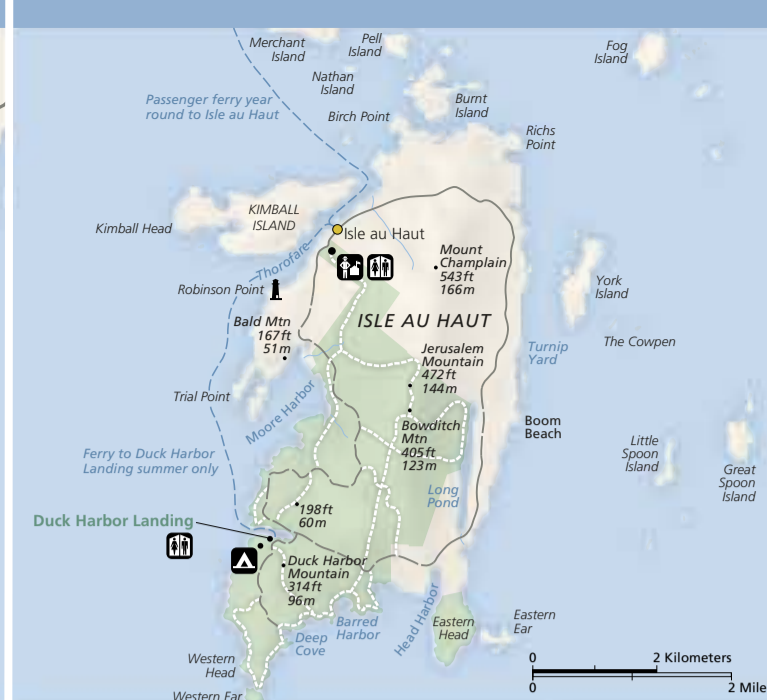 Merchant
Island
Pell
Island
Fog
Island
Nathan
Island
Passenger ferry year
round to Isle au Haut
Burnt
Island
Birch Point
Richs
Point
KIMBALL
ISLAND
Kimball Head
Isle au Haut
Thorofare
Mount
Champlain
543ft
166m
Robinson Point
York
Island
ISLE AU HAUT
Bald Mtn
167ft
51m
The Cowpen
Turnip
Yard
Jerusalem
Mountain
472ft
144m
Trial Point
Moore Harbor
Bowditch
Mtn
405ft
123m
Boom
Beach
Ferry to Duck Harbor
Landing summer only
Little
Spoon
Island
Great
Spoon
Island
Long
Pond
198ft
60m
Duck Harbor Landing
Duck Harbor
Mountain
314ft
96m
Barred
Harbor
Head Harbor
Eastern
Head
Eastern
Ear
Deep
Cove
Western
Head
Western Ear
0 2 Kilometers
0 2 Mile